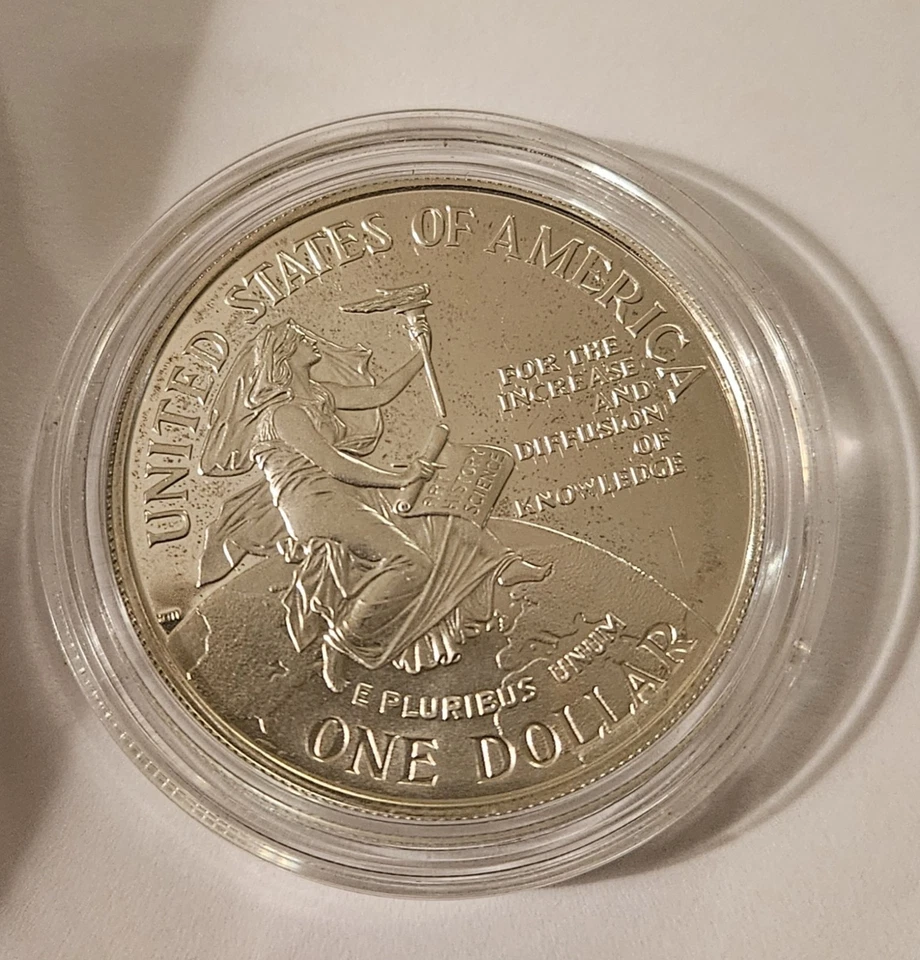 UNITED STATES OF AMERICA
FOR THE
INCREASE
AND
DIFFUSION
OF
KNOWLEDGE
ART
HISTORY
SCIENCE
E PLURIBUS UNUM
ONE DOLLAR